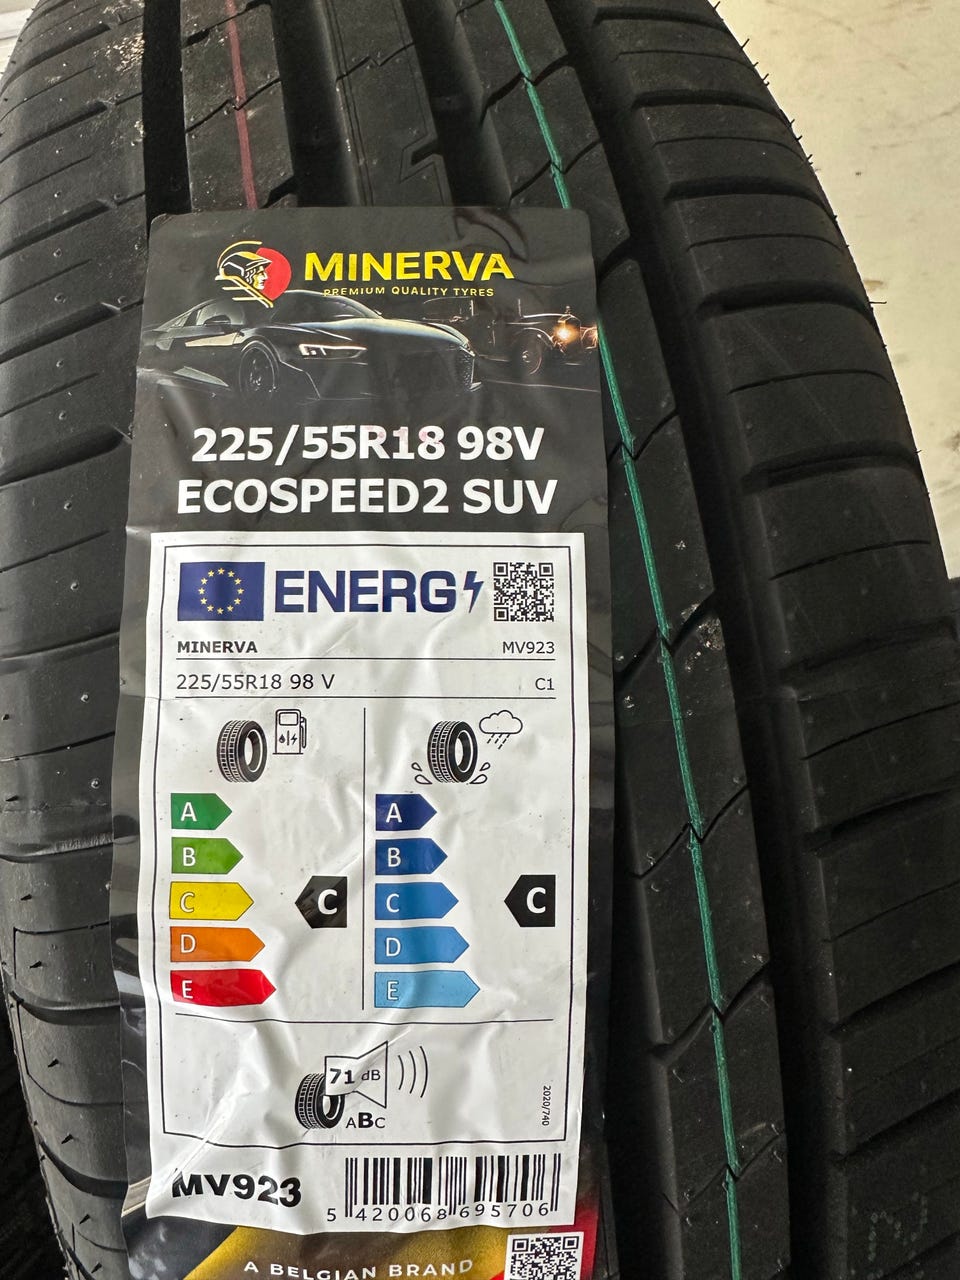 MINERVA
PREMIUM QUALITY TYRES
225/55R18 98V
ECOSPEED2 SUV
ENERG
MINERVA MV923
225/55R18 98 V C1
A A
B B
C C C C
D D
E E
71 dB
ABC
2020/740
MV923
5 420068 695706
A BELGIAN BRAND